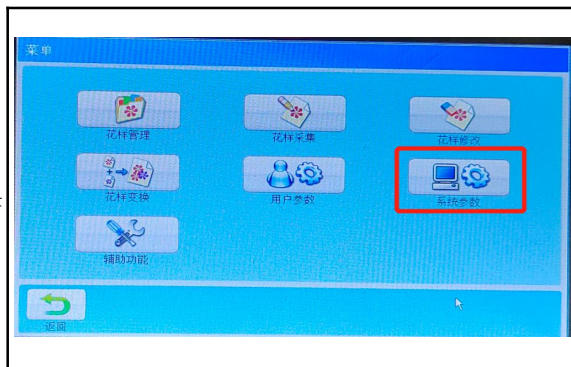 菜单
花样管理
花样采集
花样修改
花样变换
用户参数
系统参数
辅助功能
返回